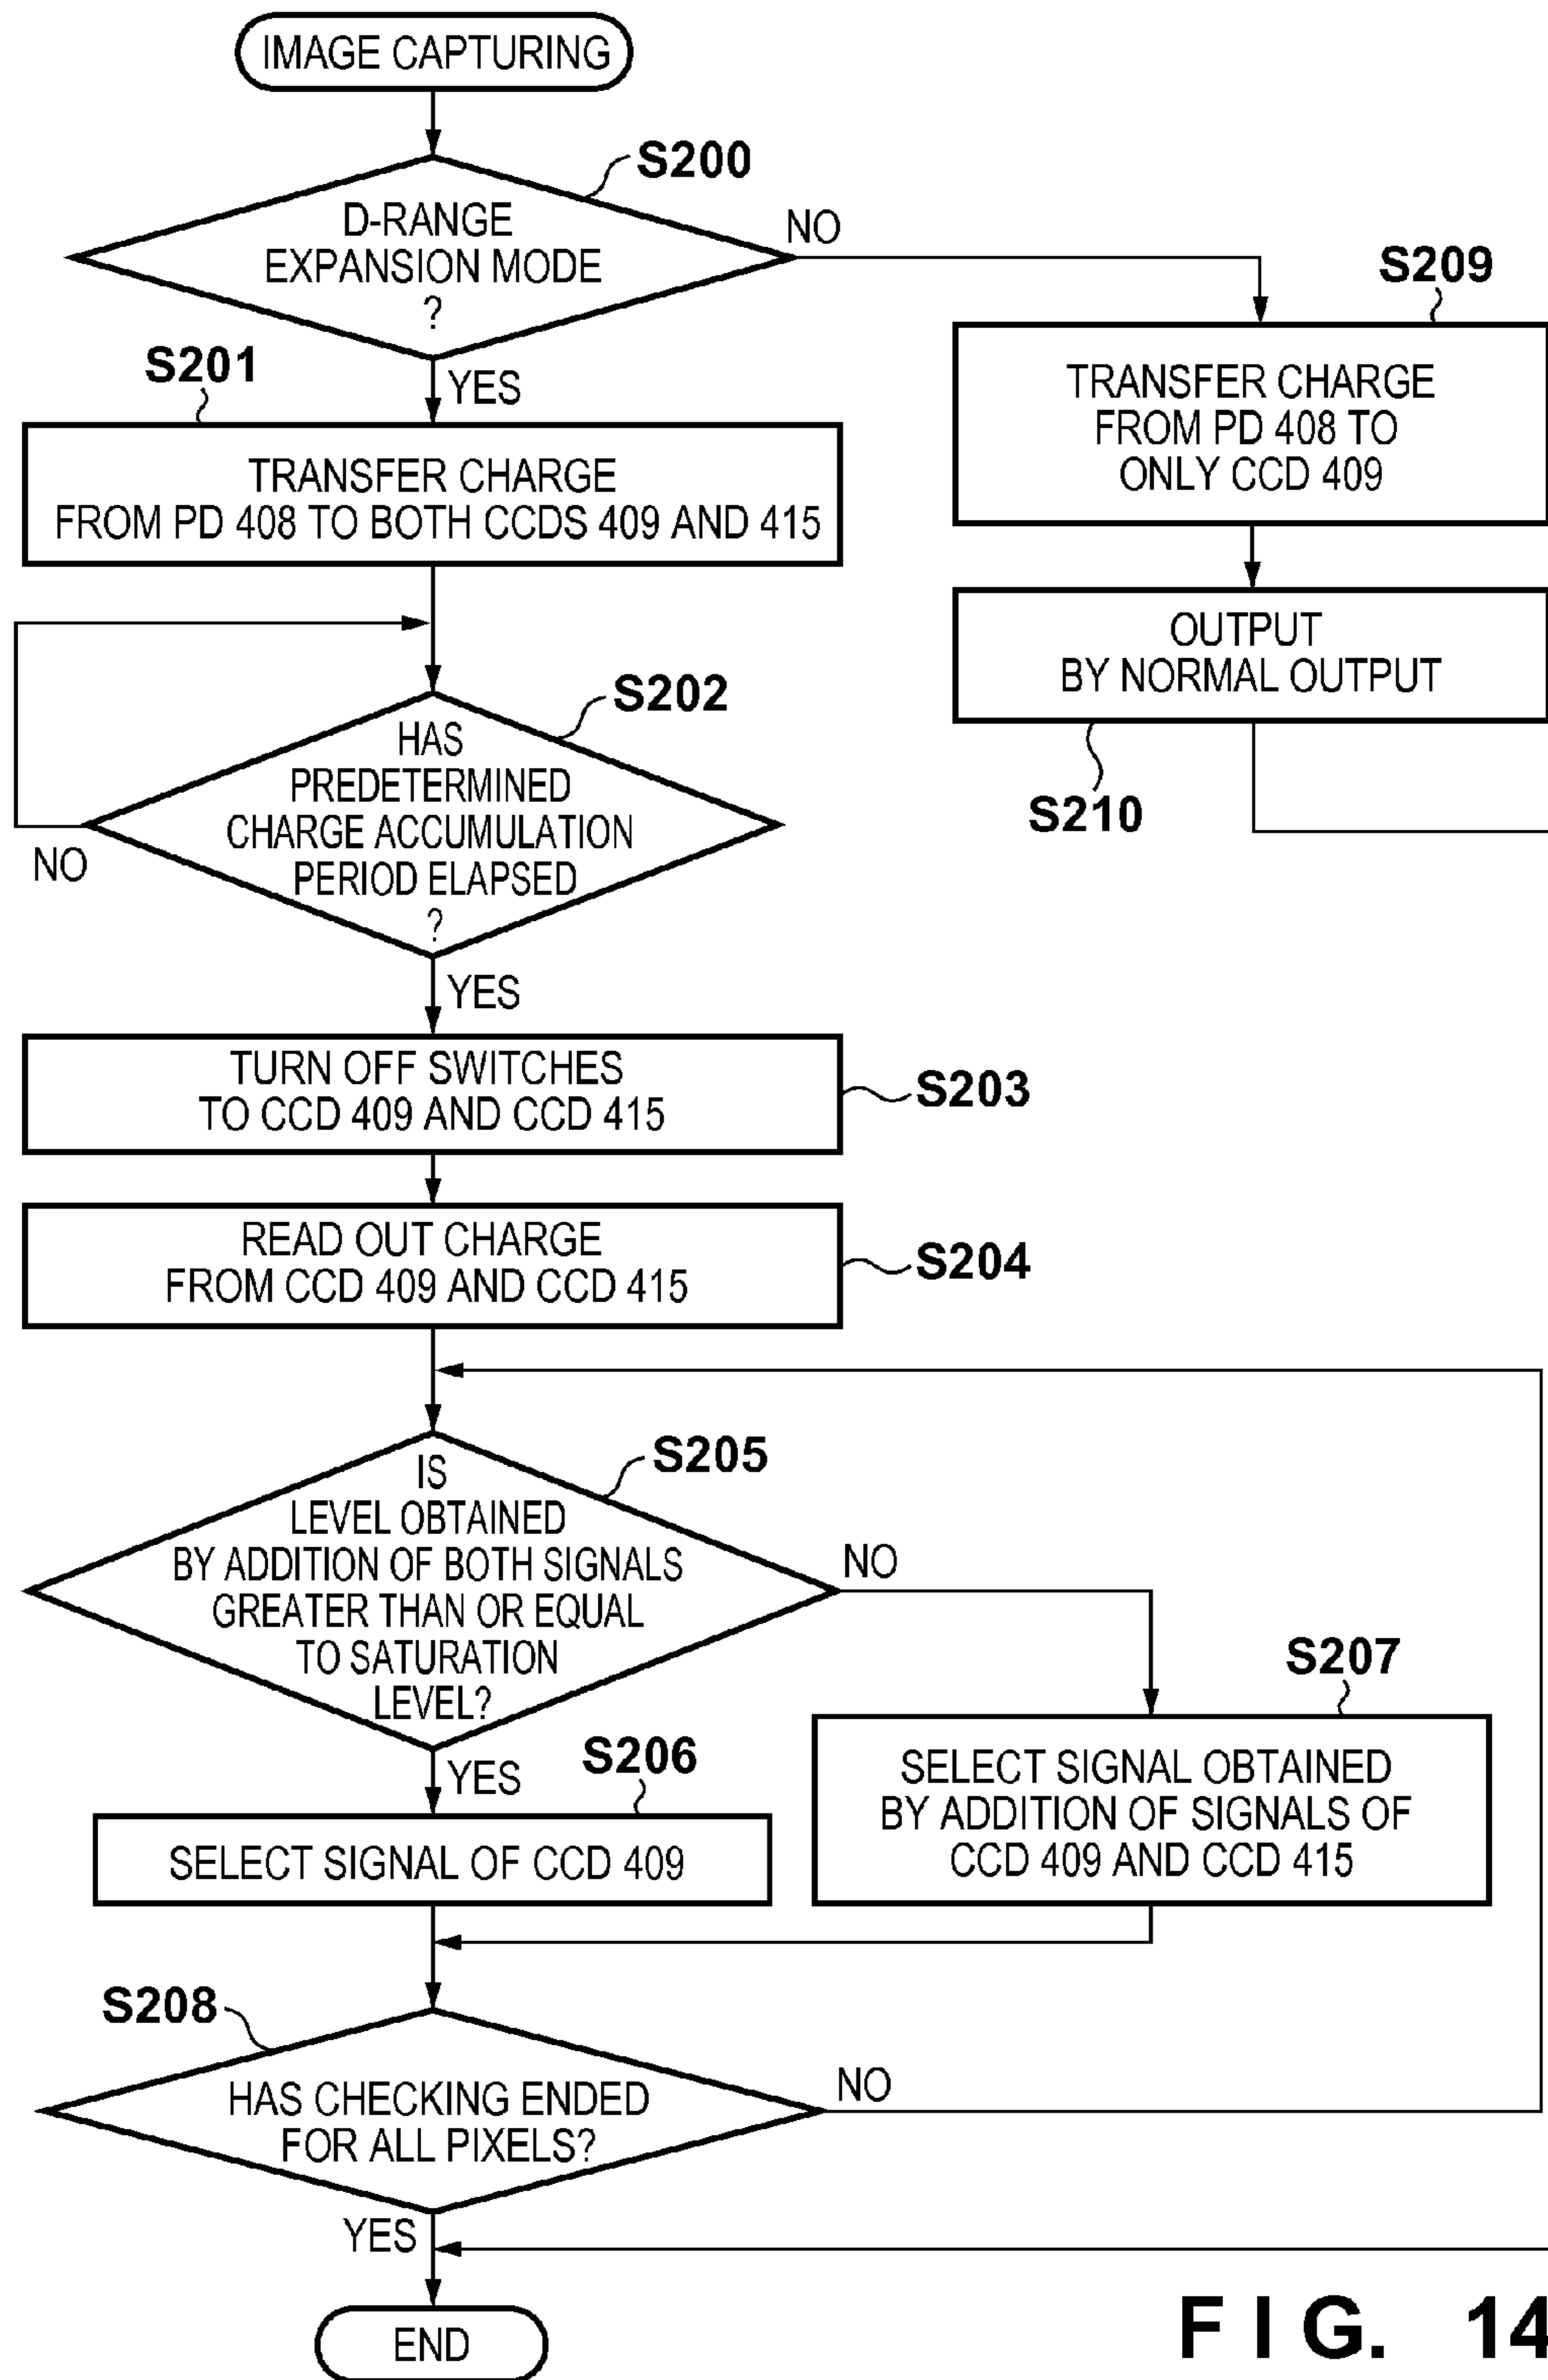 IMAGE CAPTURING
S200
D-RANGE
EXPANSION MODE
?
NO
YES
S209
TRANSFER CHARGE
FROM PD 408 TO
ONLY CCD 409
S201
TRANSFER CHARGE
FROM PD 408 TO BOTH CCDS 409 AND 415
OUTPUT
BY NORMAL OUTPUT
S210
S202
HAS
PREDETERMINED
CHARGE ACCUMULATION
PERIOD ELAPSED
?
NO
YES
TURN OFF SWITCHES
TO CCD 409 AND CCD 415
S203
READ OUT CHARGE
FROM CCD 409 AND CCD 415
S204
S205
IS
LEVEL OBTAINED
BY ADDITION OF BOTH SIGNALS
GREATER THAN OR EQUAL
TO SATURATION
LEVEL?
NO
YES
S207
SELECT SIGNAL OBTAINED
BY ADDITION OF SIGNALS OF
CCD 409 AND CCD 415
S206
SELECT SIGNAL OF CCD 409
S208
HAS CHECKING ENDED
FOR ALL PIXELS?
NO
YES
END
FIG. 14